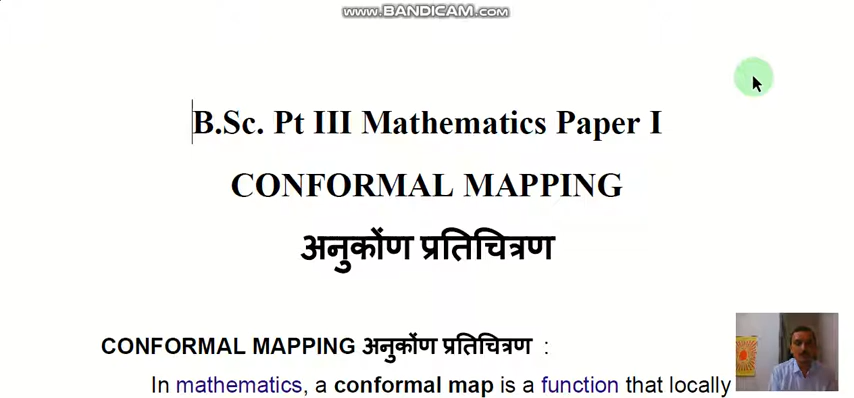 www.BANDICAM.com
B.Sc. Pt III Mathematics Paper I
CONFORMAL MAPPING
अनुकोंण प्रतिचित्रण
CONFORMAL MAPPING अनुकोंण प्रतिचित्रण :
In mathematics, a conformal map is a function that locally